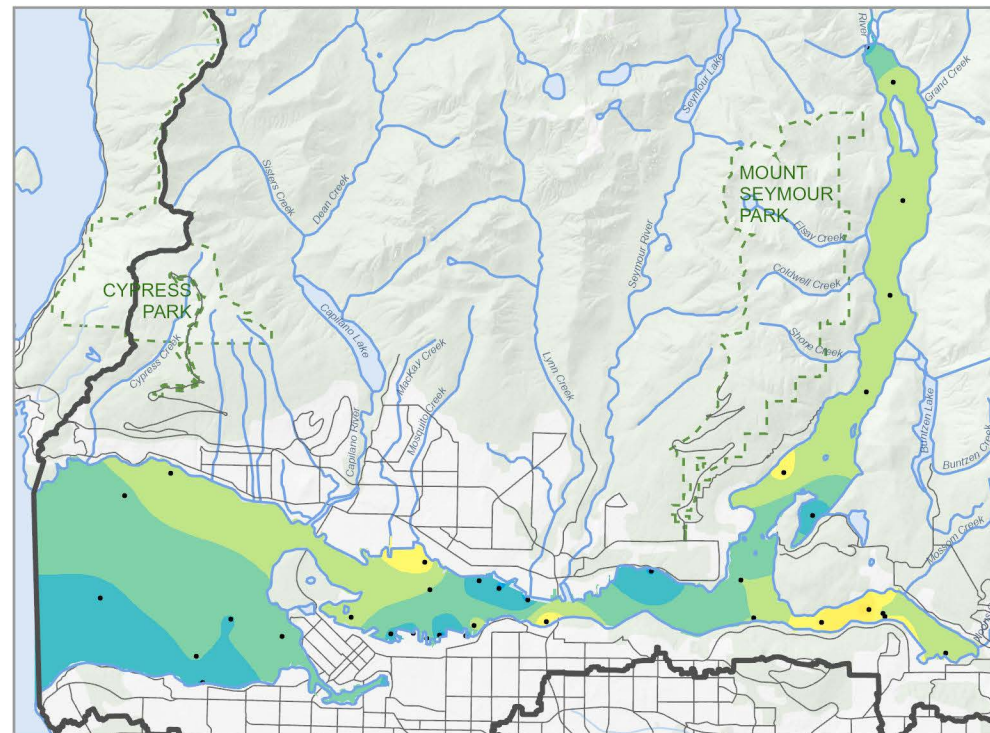 River
Grand Creek
Seymour Lake
MOUNT
SEYMOUR
PARK
Sisters Creek
Dean Creek
Elsay Creek
Seymour River
Coldwell Creek
CYPRESS
PARK
Capilano Lake
Cypress Creek
MacKay Creek
Lynn Creek
Shone Creek
Mosquito Creek
Buntzen Lake
Capilano River
Buntzen Creek
Mossom Creek